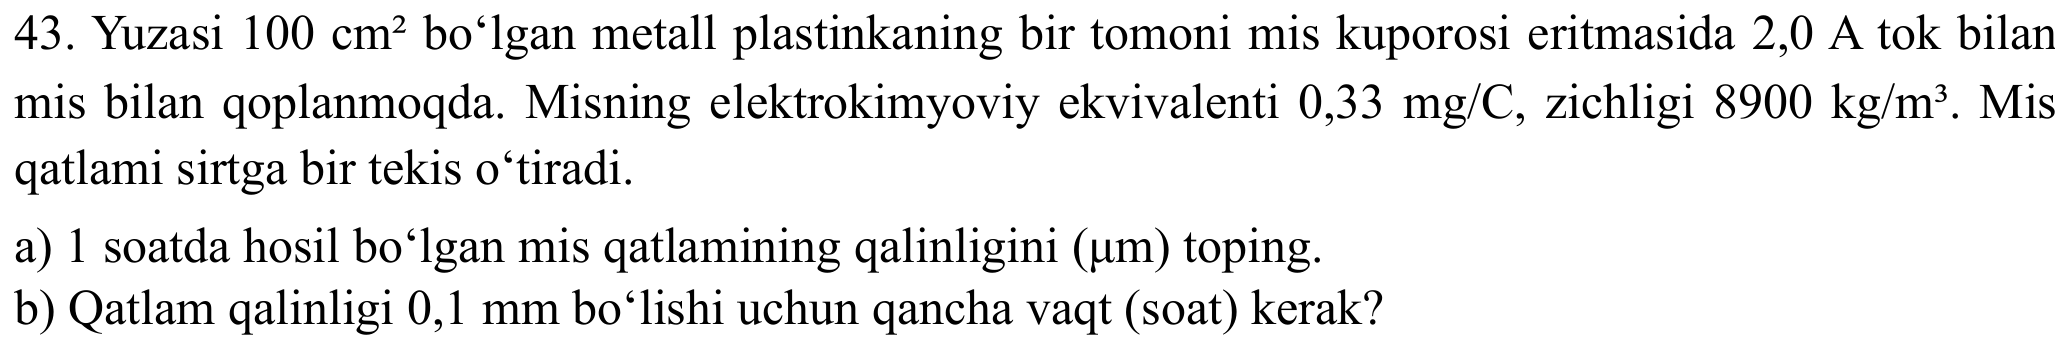 43. Yuzasi 100 cm² bo‘lgan metall plastinkaning bir tomoni mis kuporosi eritmasida 2,0 A tok bilan
mis bilan qoplanmoqda. Misning elektrokimyoviy ekvivalenti 0,33 mg/C, zichligi 8900 kg/m³. Mis
qatlami sirtga bir tekis o‘tiradi.
a) 1 soatda hosil bo‘lgan mis qatlamining qalinligini (μm) toping.
b) Qatlam qalinligi 0,1 mm bo‘lishi uchun qancha vaqt (soat) kerak?